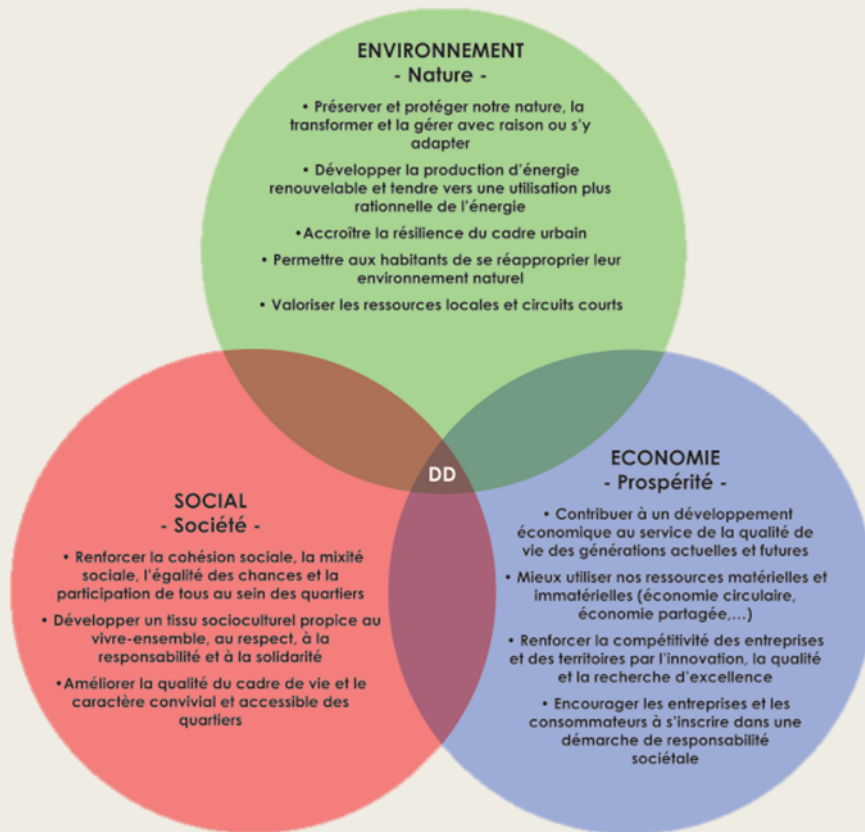 ENVIRONNEMENT
- Nature -
• Préserver et protéger notre nature, la
transformer et la gérer avec raison ou s'y
adapter
• Développer la production d'énergie
renouvelable et tendre vers une utilisation plus
rationnelle de l'énergie
•Accroître la résilience du cadre urbain
• Permettre aux habitants de se réapproprier leur
environnement naturel
• Valoriser les ressources locales et circuits courts
DD
SOCIAL
- Société -
• Renforcer la cohésion sociale, la mixité
sociale, l'égalité des chances et la
participation de tous au sein des quartiers
• Développer un tissu socioculturel propice au
vivre-ensemble, au respect, à la
responsabilité et à la solidarité
•Améliorer la qualité du cadre de vie et le
caractère convivial et accessible des
quartiers
ECONOMIE
- Prospérité -
• Contribuer à un développement
économique au service de la qualité de
vie des générations actuelles et futures
• Mieux utiliser nos ressources matérielles et
immatérielles (économie circulaire,
économie partagée,...)
• Renforcer la compétitivité des entreprises
et des territoires par l'innovation, la qualité
et la recherche d'excellence
• Encourager les entreprises et les
consommateurs à s'inscrire dans une
démarche de responsabilité
sociétale